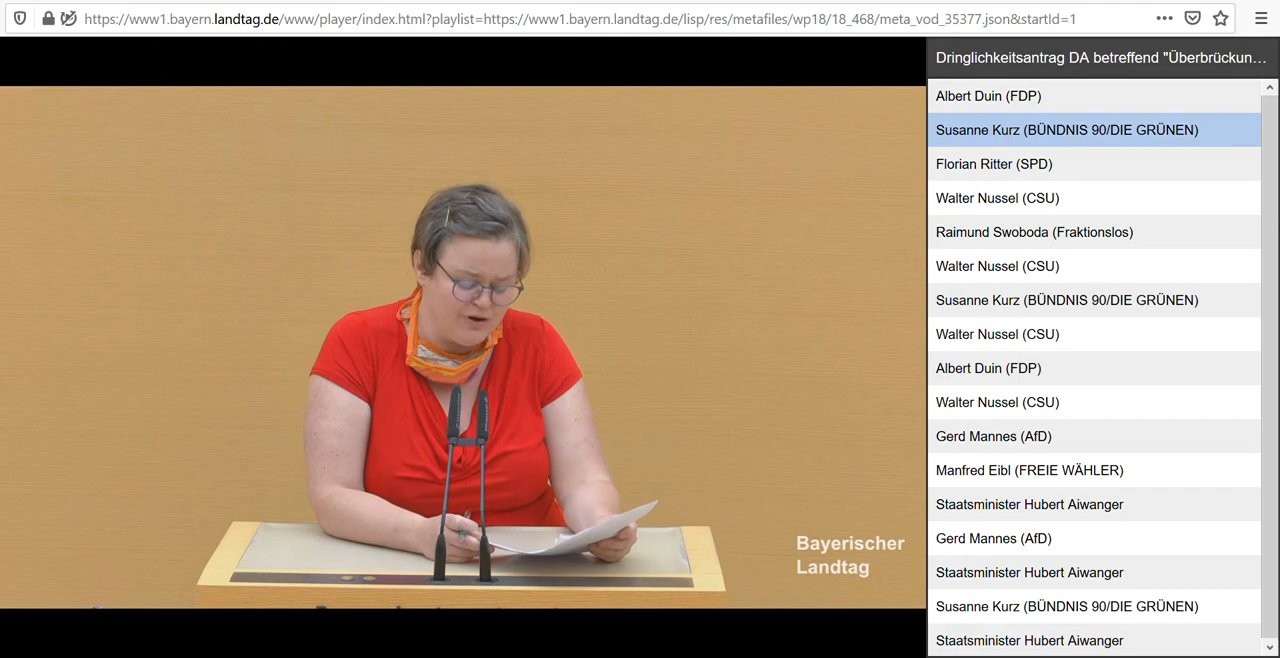 https://www1.bayern.landtag.de/www/player/index.html?playlist=https://www1.bayern.landtag.de/lisp/res/metafiles/wp18/18_468/meta_vod_35377.json&startId=1
Dringlichkeitsantrag DA betreffend "Überbrückun...
Albert Duin (FDP)
Susanne Kurz (BÜNDNIS 90/DIE GRÜNEN)
Florian Ritter (SPD)
Walter Nussel (CSU)
Raimund Swoboda (Fraktionslos)
Walter Nussel (CSU)
Susanne Kurz (BÜNDNIS 90/DIE GRÜNEN)
Walter Nussel (CSU)
Albert Duin (FDP)
Walter Nussel (CSU)
Gerd Mannes (AfD)
Manfred Eibl (FREIE WÄHLER)
Staatsminister Hubert Aiwanger
Gerd Mannes (AfD)
Staatsminister Hubert Aiwanger
Susanne Kurz (BÜNDNIS 90/DIE GRÜNEN)
Staatsminister Hubert Aiwanger
Bayerischer
Landtag